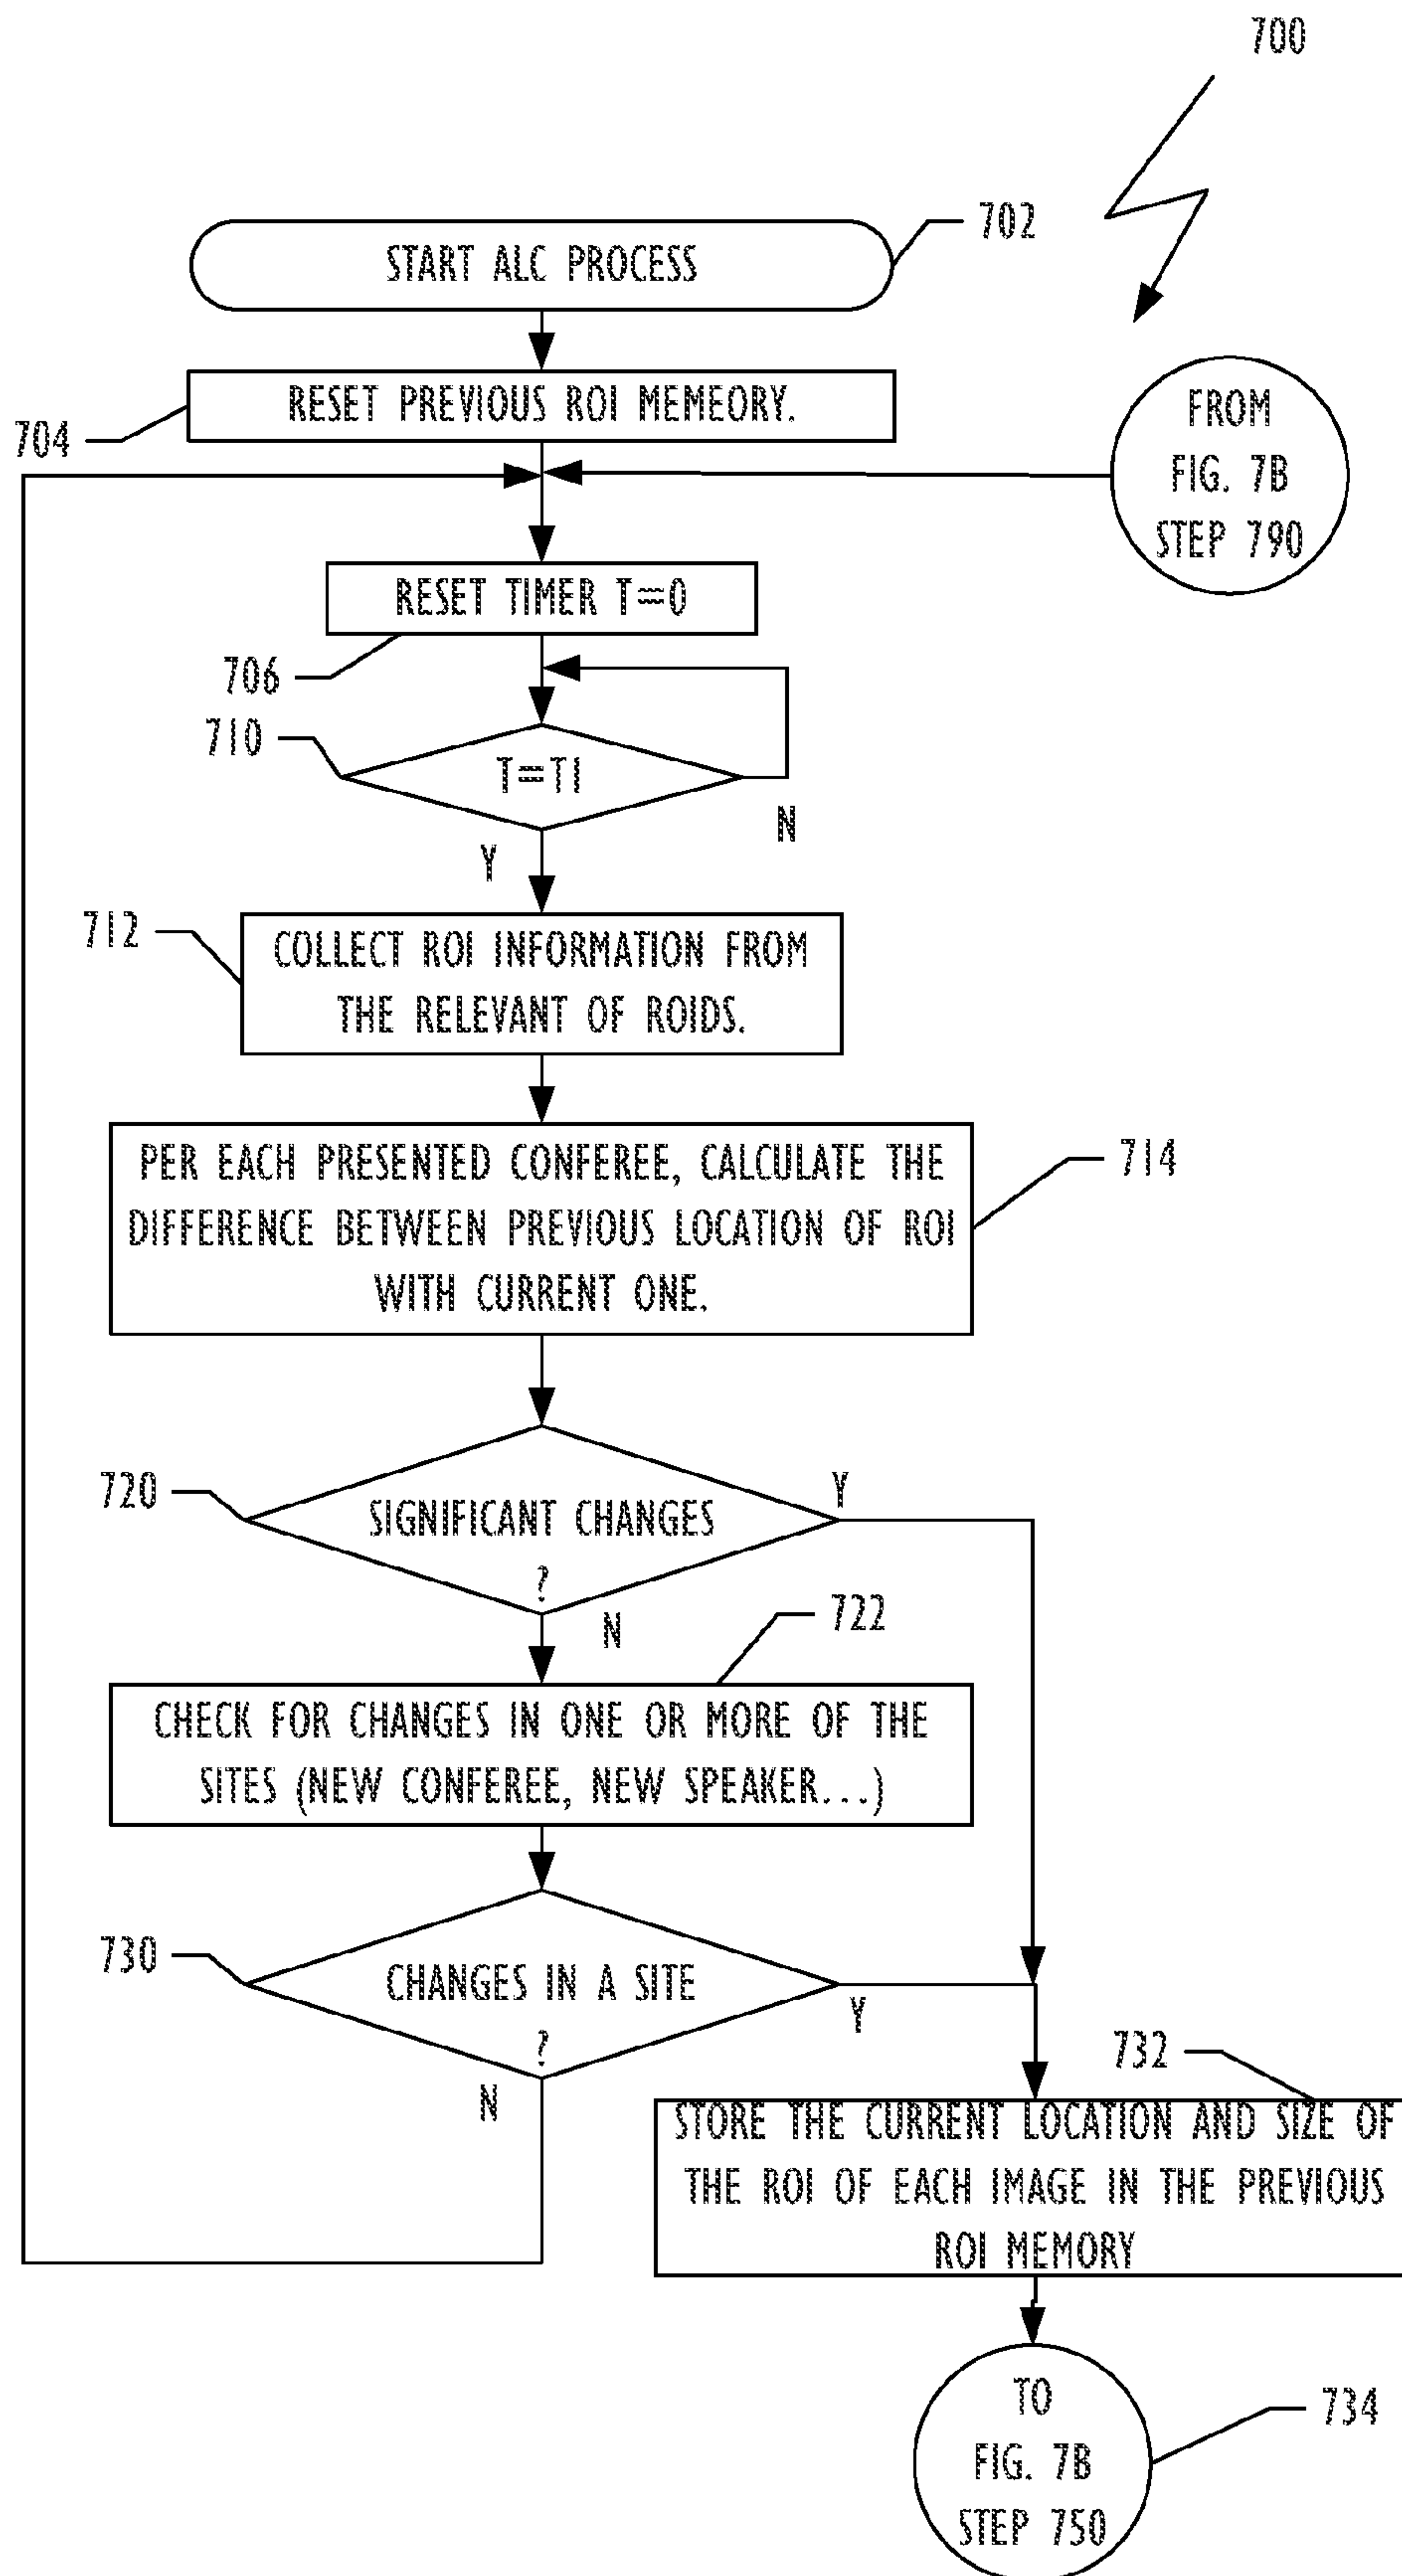 700
START ALC PROCESS
702
RESET PREVIOUS ROI MEMEORY.
704
FROM
FIG. 7B
STEP 790
RESET TIMER T=0
706
710
T=T1
N
Y
712
COLLECT ROI INFORMATION FROM
THE RELEVANT OF ROIDS.
PER EACH PRESENTED CONFEREE, CALCULATE THE
DIFFERENCE BETWEEN PREVIOUS LOCATION OF ROI
WITH CURRENT ONE.
714
720
SIGNIFICANT CHANGES
?
Y
N
722
CHECK FOR CHANGES IN ONE OR MORE OF THE
SITES (NEW CONFEREE, NEW SPEAKER...)
730
CHANGES IN A SITE
?
Y
N
732
STORE THE CURRENT LOCATION AND SIZE OF
THE ROI OF EACH IMAGE IN THE PREVIOUS
ROI MEMORY
TO
FIG. 7B
STEP 750
734